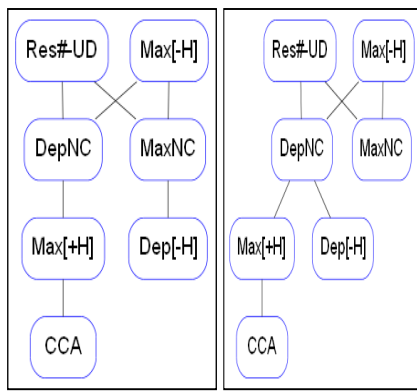 Res#-UD Max[-H]
DepNC MaxNC
Max[+H] Dep[-H]
CCA
Res#-UD Max[-H]
DepNC MaxNC
Max[+H] Dep[-H]
CCA